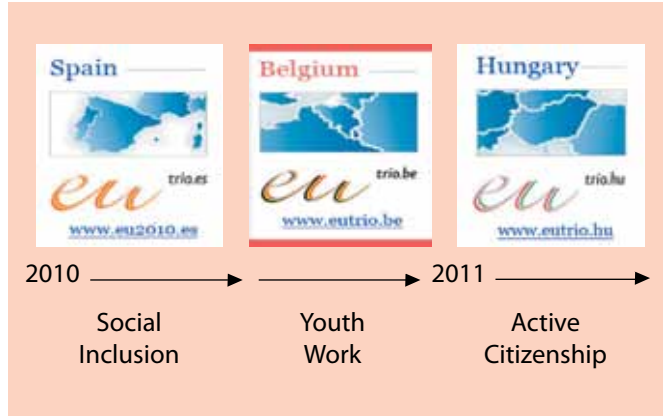 Spain
eu trio.es
www.eu2010.es
Belgium
eu trio.be
www.eutrio.be
Hungary
eu trio.hu
www.eutrio.hu
2010
2011
Social
Inclusion
Youth
Work
Active
Citizenship